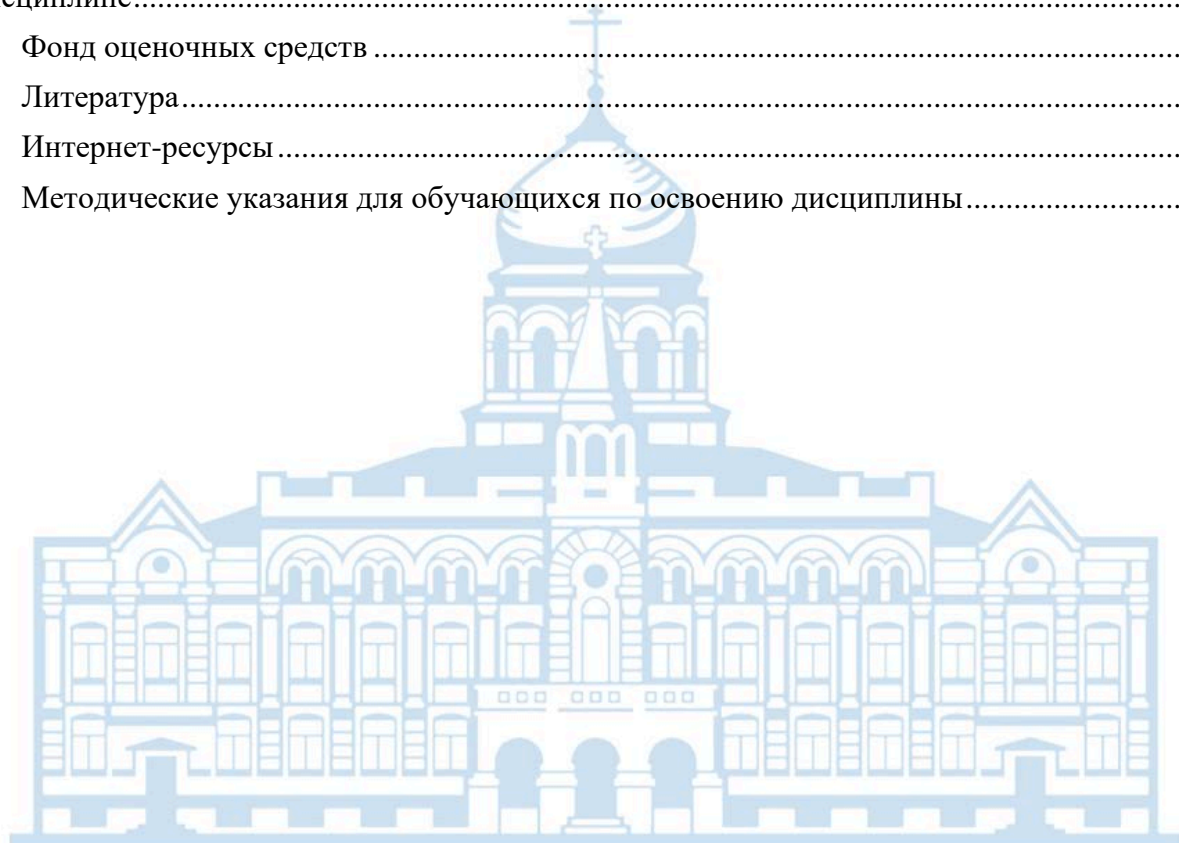 Фонд оценочных средств
Литература
Интернет-ресурсы
Методические указания для обучающихся по освоению дисциплины